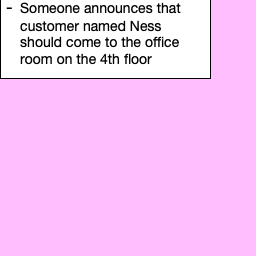 - Someone announces that
customer named Ness
should come to the office
room on the 4th floor